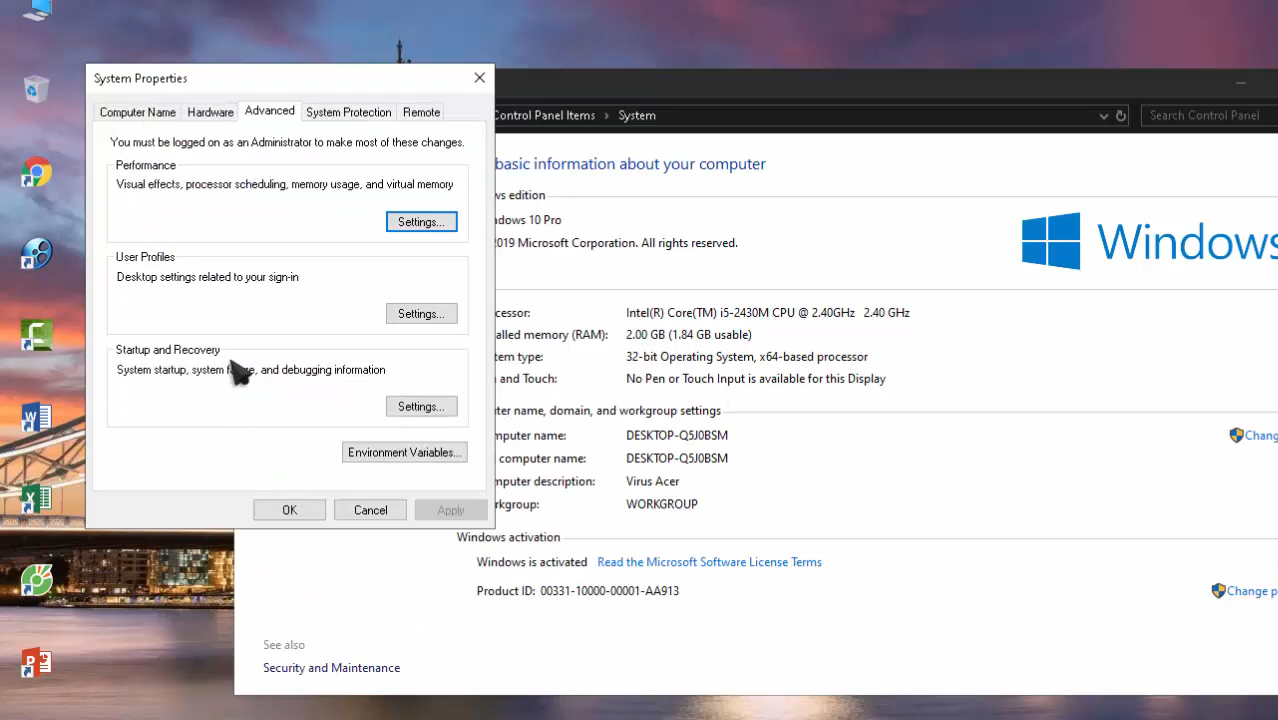 System Properties
Computer Name
Hardware
Advanced
System Protection
Remote
You must be logged on as an Administrator to make most of these changes.
Performance
Visual effects, processor scheduling, memory usage, and virtual memory
Settings...
User Profiles
Desktop settings related to your sign-in
Settings...
Startup and Recovery
System startup, system and debugging information
Settings...
Environment Variables...
OK
Cancel
Apply
Control Panel Items › System
Search Control Panel
basic information about your computer
ws edition
ndows 10 Pro
2019 Microsoft Corporation. All rights reserved.
Windows
cessor: Intel(R) Core(TM) i5-2430M CPU @ 2.40GHz 2.40 GHz
alled memory (RAM): 2.00 GB (1.84 GB usable)
tem type: 32-bit Operating System, x64-based processor
and Touch: No Pen or Touch Input is available for this Display
ter name, domain, and workgroup settings
mputer name: DESKTOP-Q5J0BSM
Chang
computer name: DESKTOP-Q5J0BSM
mputer description: Virus Acer
rkgroup: WORKGROUP
Windows activation
Windows is activated Read the Microsoft Software License Terms
Product ID: 00331-10000-00001-AA913
Change p
See also
Security and Maintenance